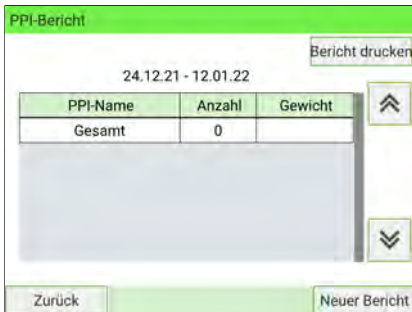 PPI-Bericht
Bericht drucken
24.12.21 - 12.01.22
PPI-Name Anzahl Gewicht
Gesamt 0
Zurück Neuer Bericht